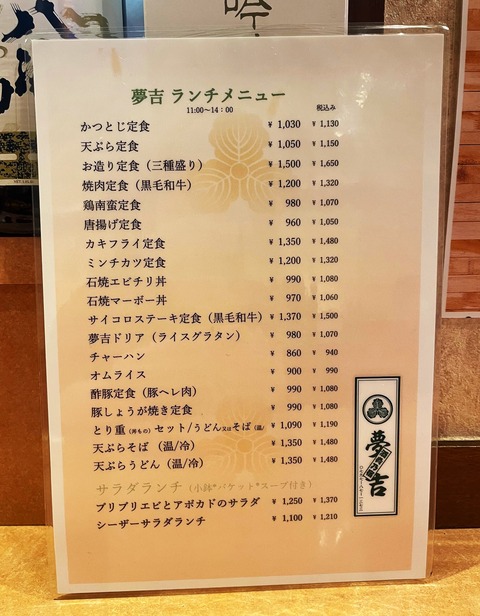 吟
夢吉 ランチメニュー
11:00〜14：00
税込み
かつとじ定食 ¥ 1,030 ¥ 1,130
天ぷら定食 ¥ 1,050 ¥ 1,150
お造り定食（三種盛り） ¥ 1,500 ¥ 1,650
焼肉定食（黒毛和牛） ¥ 1,200 ¥ 1,320
鶏南蛮定食 ¥ 980 ¥ 1,070
唐揚げ定食 ¥ 960 ¥ 1,050
カキフライ定食 ¥ 1,350 ¥ 1,480
ミンチカツ定食 ¥ 1,200 ¥ 1,320
石焼エビチリ丼 ¥ 990 ¥ 1,080
石焼マーボー丼 ¥ 970 ¥ 1,060
サイコロステーキ定食（黒毛和牛） ¥ 1,370 ¥ 1,500
夢吉ドリア（ライスグラタン） ¥ 980 ¥ 1,070
チャーハン ¥ 860 ¥ 940
オムライス ¥ 900 ¥ 990
酢豚定食（豚ヘレ肉） ¥ 990 ¥ 1,080
豚しょうが焼き定食 ¥ 990 ¥ 1,080
とり重（丼もの）セット/うどん又はそば（温/ ¥ 1,090 ¥ 1,190
天ぷらそば （温/冷） ¥ 1,350 ¥ 1,480
天ぷらうどん（温/冷） ¥ 1,350 ¥ 1,480
サラダランチ（小鉢*バケット*スープ付き）
プリプリエビとアボカドのサラダ ¥ 1,250 ¥ 1,370
シーザーサラダランチ ¥ 1,100 ¥ 1,210
夢吉